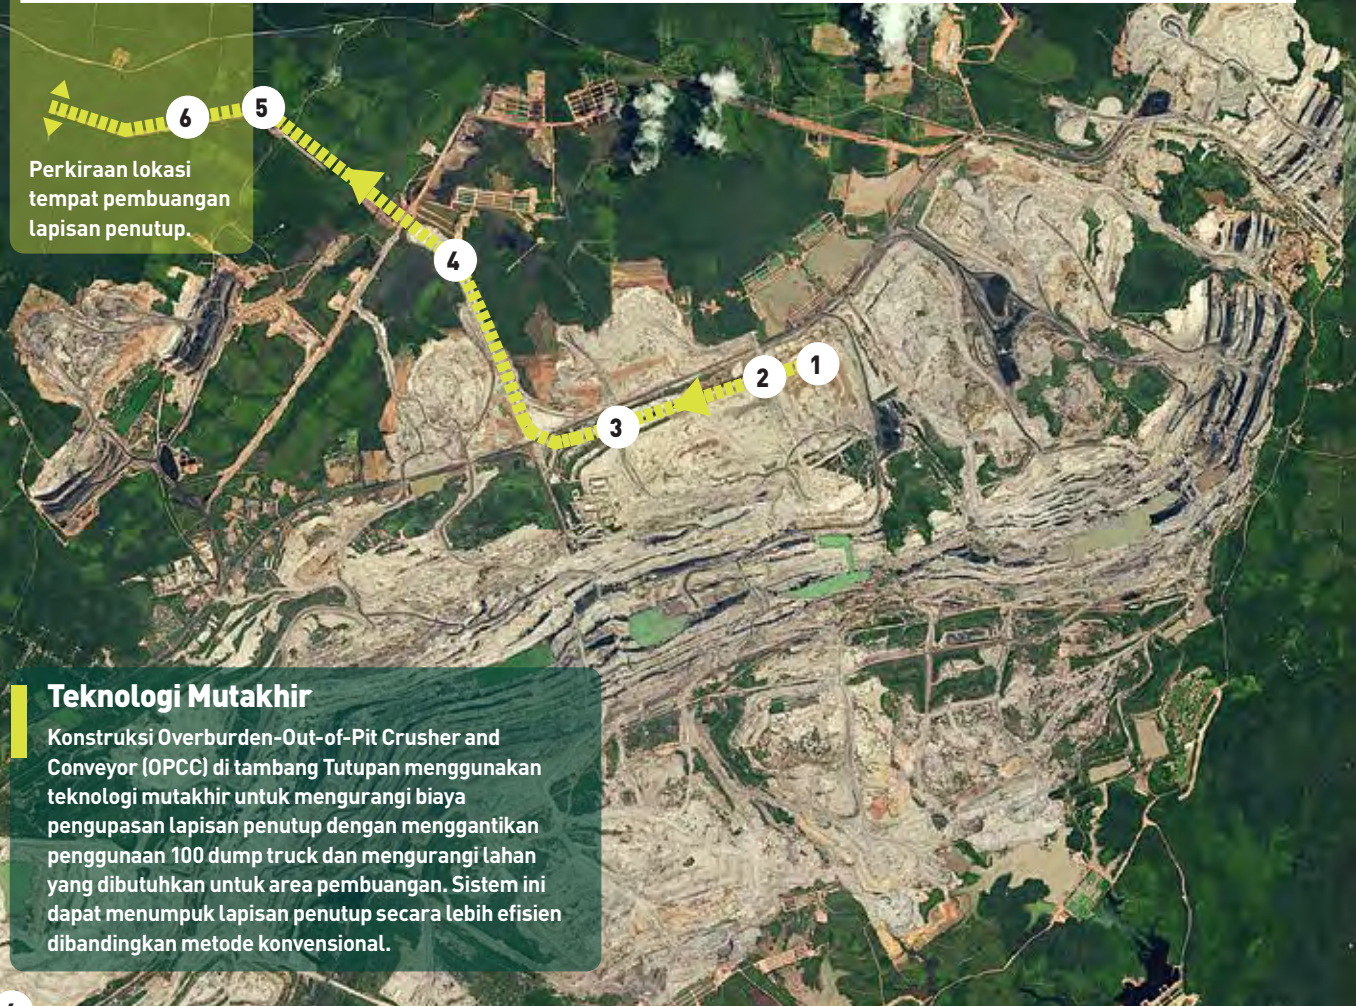 6
5
Perkiraan lokasi
tempat pembuangan
lapisan penutup.
4
1
2
3
Teknologi Mutakhir
Konstruksi Overburden-Out-of-Pit Crusher and
Conveyor (OPCC) di tambang Tutupan menggunakan
teknologi mutakhir untuk mengurangi biaya
pengupasan lapisan penutup dengan menggantikan
penggunaan 100 dump truck dan mengurangi lahan
yang dibutuhkan untuk area pembuangan. Sistem ini
dapat menumpuk lapisan penutup secara lebih efisien
dibandingkan metode konvensional.